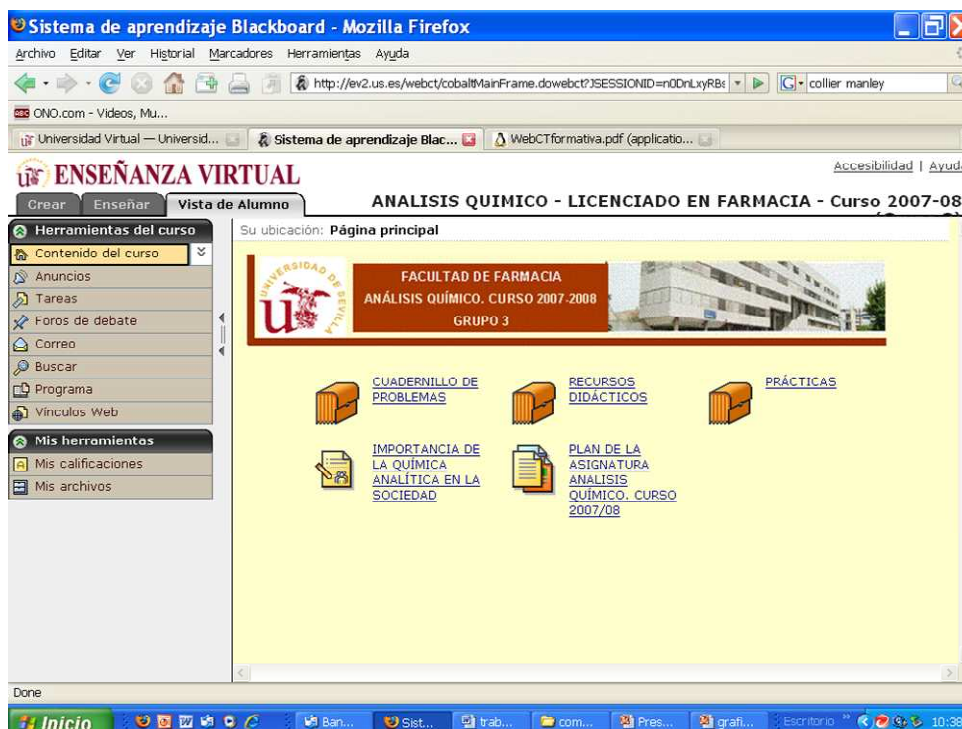 Sistema de aprendizaje Blackboard - Mozilla Firefox
Archivo Editar Ver Historial Marcadores Herramientas Ayuda
http://ev2.us.es/webct/cobaltMainFrame.dowebct?JSESSIONID=n0DnLxyRBs
G collier manley
ABC ONO.com - Videos, Mu...
Universidad Virtual — Universid... Sistema de aprendizaje Blac... WebCTformativa.pdf (applicatio...
ENSEÑANZA VIRTUAL
Accesibilidad | Ayuda
Crear Enseñar Vista de Alumno
ANALISIS QUIMICO - LICENCIADO EN FARMACIA - Curso 2007-08
Herramientas del curso
Su ubicación: Página principal
Contenido del curso
Anuncios
Tareas
Foros de debate
Correo
Buscar
Programa
Vínculos Web
Mis herramientas
Mis calificaciones
Mis archivos
UNIVERSIDAD DE SEVILLA
FACULTAD DE FARMACIA
ANÁLISIS QUÍMICO. CURSO 2007-2008
GRUPO 3
CUADERNILLO DE
PROBLEMAS
RECURSOS
DIDÁCTICOS
PRÁCTICAS
IMPORTANCIA DE
LA QUÍMICA
ANALÍTICA EN LA
SOCIEDAD
PLAN DE LA
ASIGNATURA
ANALISIS
QUÍMICO. CURSO
2007/08
Done
Inicio
Ban... Sist... trab... com... Pres... grafi... Escritorio » 10:38